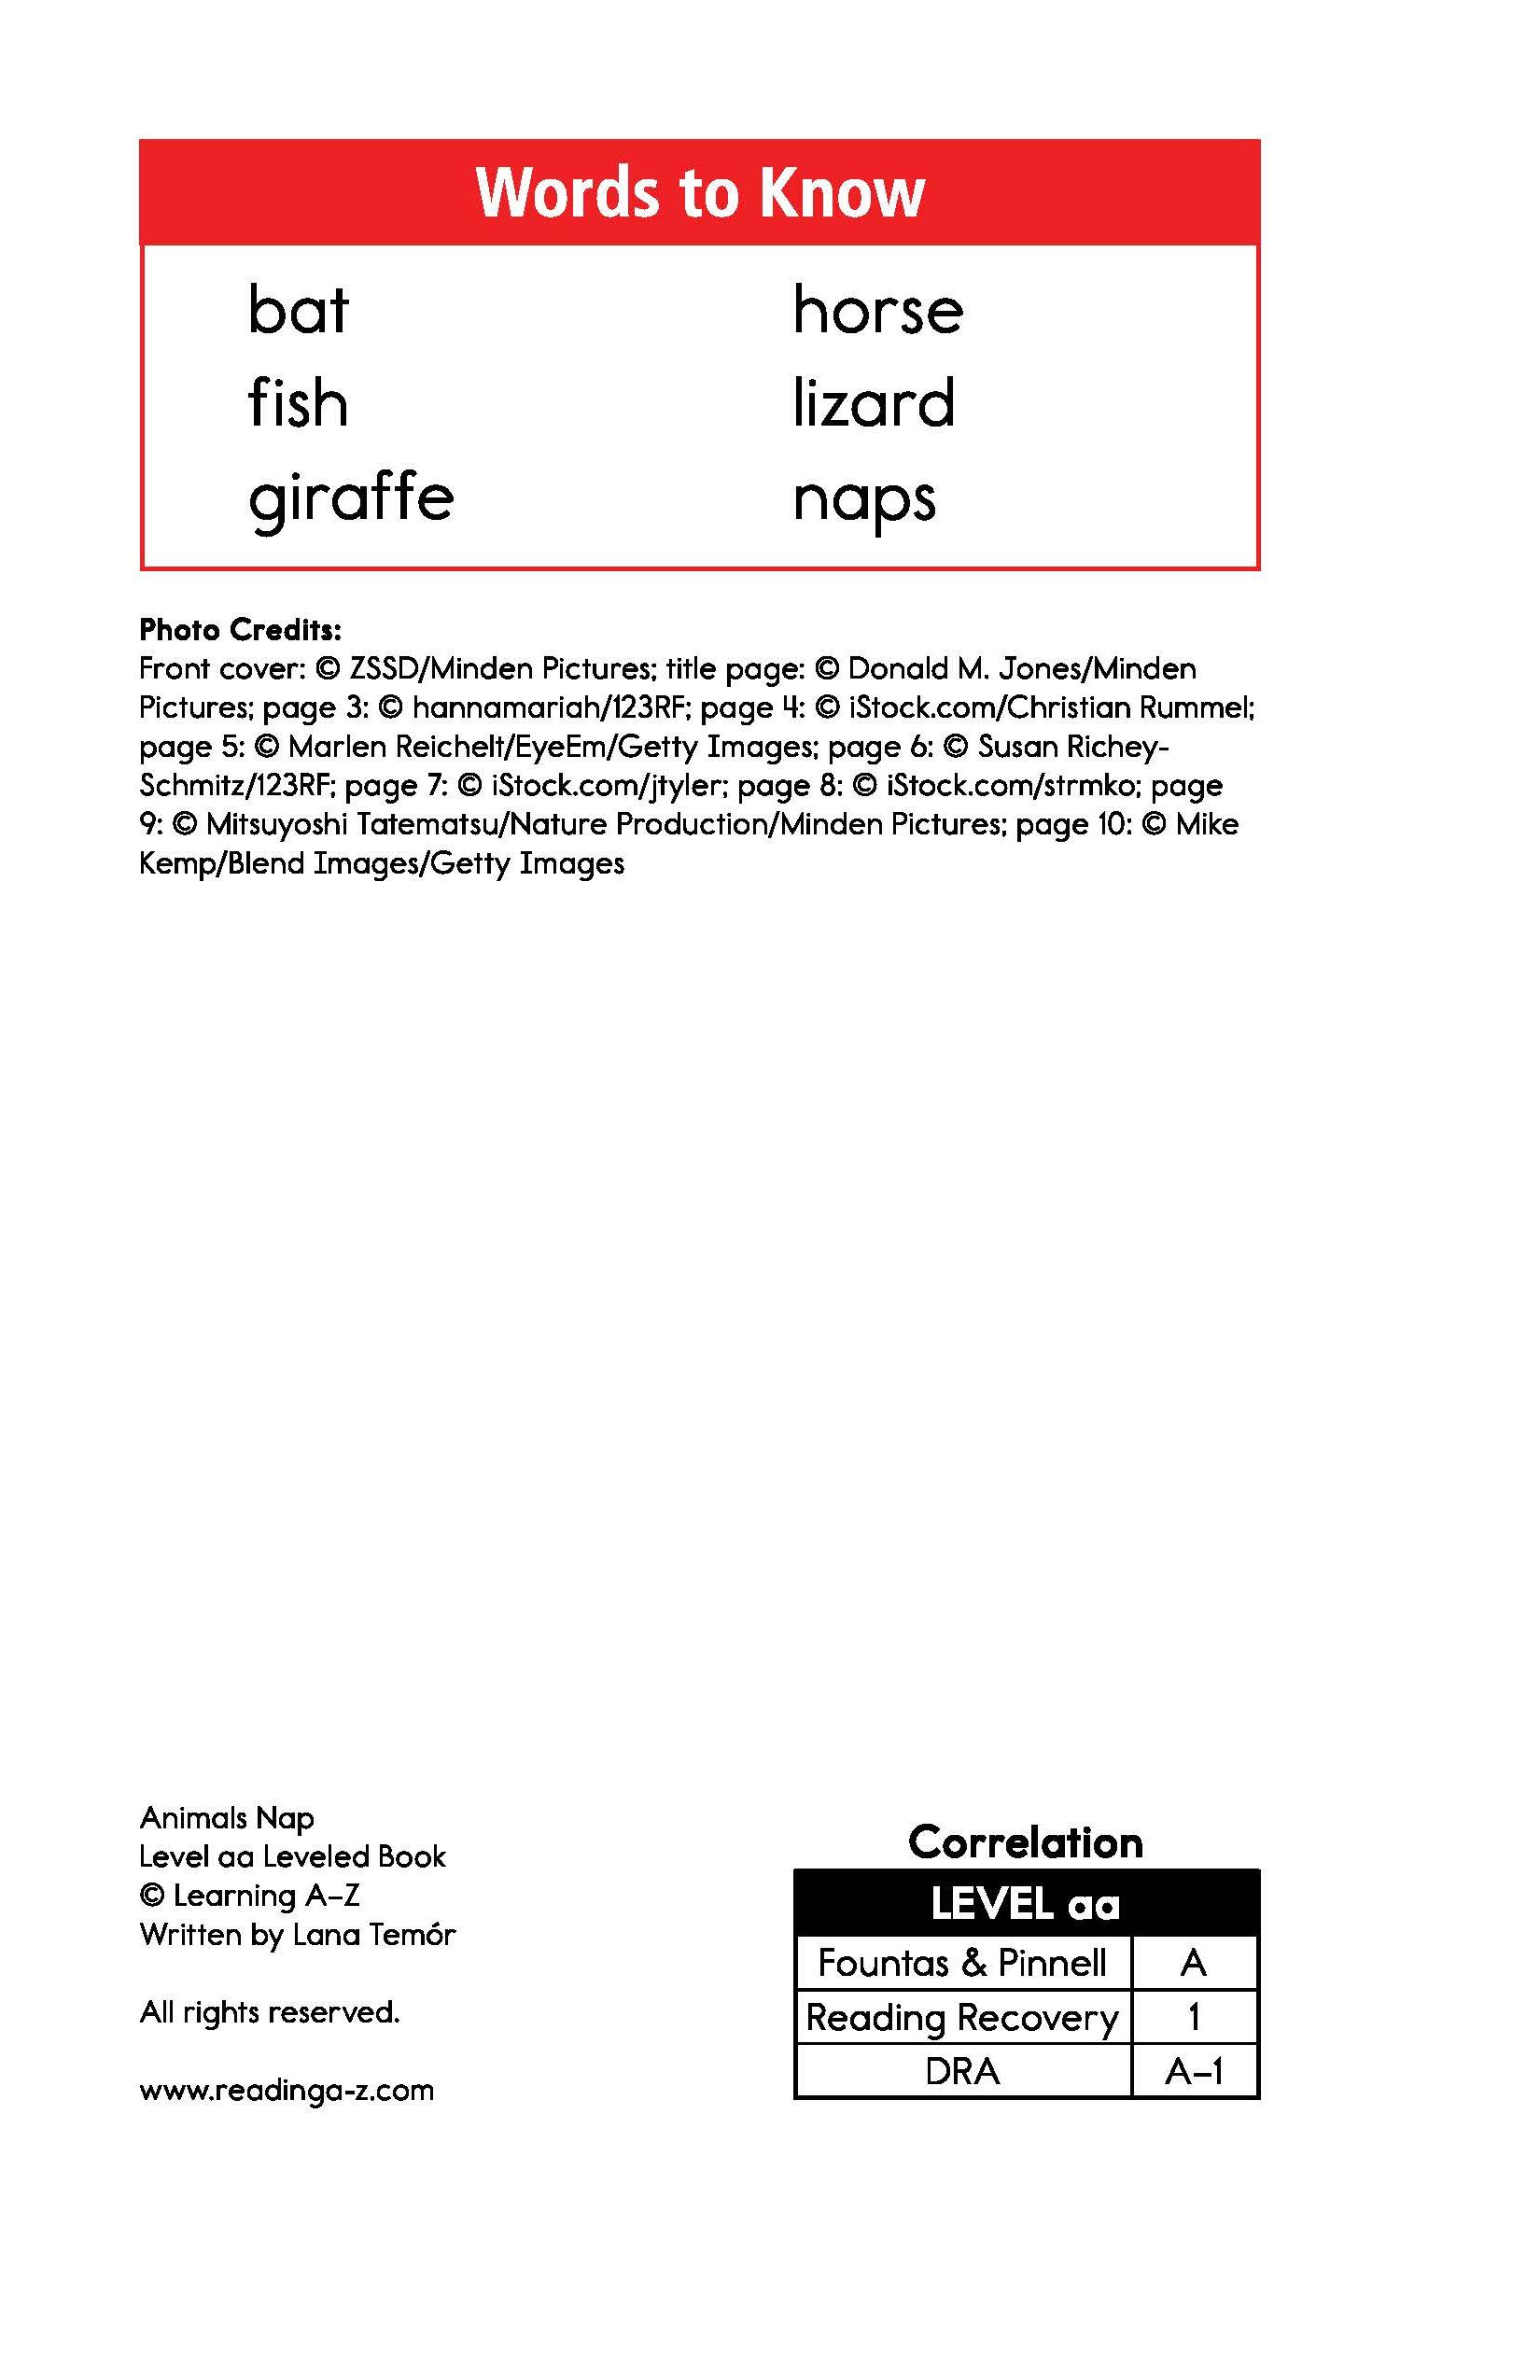 Words to Know
bat
fish
giraffe
horse
lizard
naps
Photo Credits:
Front cover: © ZSSD/Minden Pictures; title page: © Donald M. Jones/Minden
Pictures; page 3: © hannamariah/123RF; page 4: © iStock.com/Christian Rummel;
page 5: © Marlen Reichelt/EyeEm/Getty Images; page 6: © Susan Richey-
Schmitz/123RF; page 7: © iStock.com/jtyler; page 8: © iStock.com/strmko; page
9: © Mitsuyoshi Tatematsu/Nature Production/Minden Pictures; page 10: © Mike
Kemp/Blend Images/Getty Images
Animals Nap
Level aa Leveled Book
© Learning A–Z
Written by Lana Temór
All rights reserved.
www.readinga-z.com
Correlation
LEVEL aa
Fountas & Pinnell A
Reading Recovery 1
DRA A–1